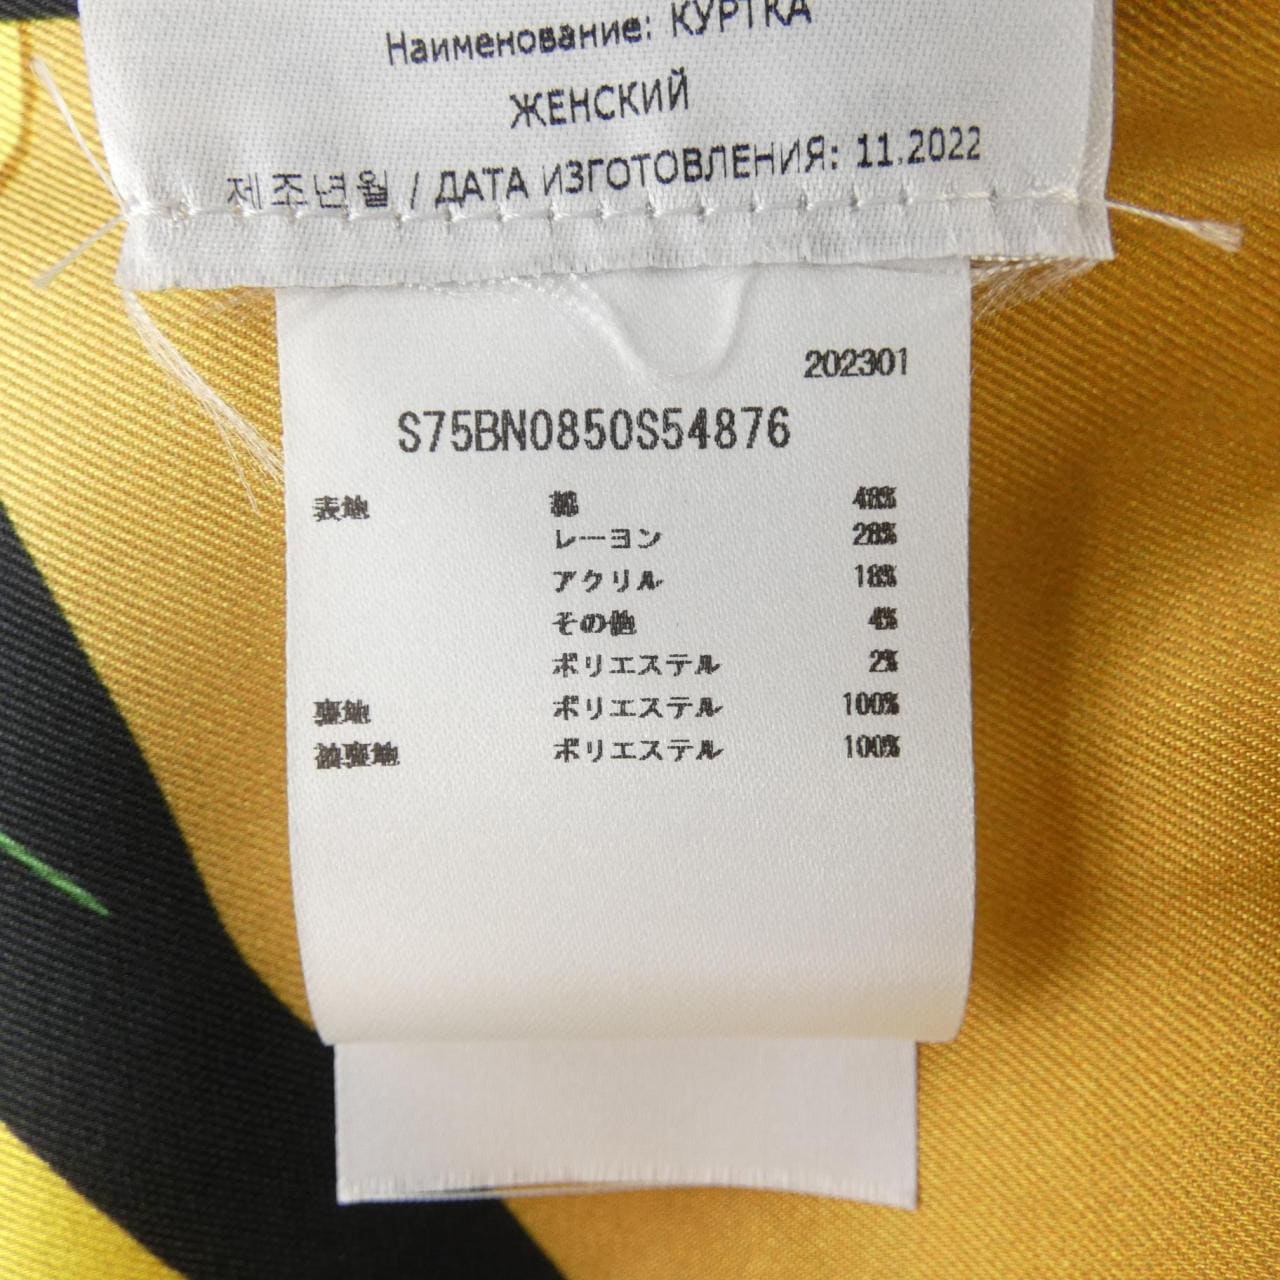 Наименование: КУРТКА
ЖЕНСКИЙ
제조년월 / ДАТА ИЗГОТОВЛЕНИЯ: 11.2022
202301
S75BN0850S54876
表地 綿 48%
レーヨン 28%
アクリル 18%
その他 4%
ポリエステル 2%
裏地 ポリエステル 100%
袖裏地 ポリエステル 100%